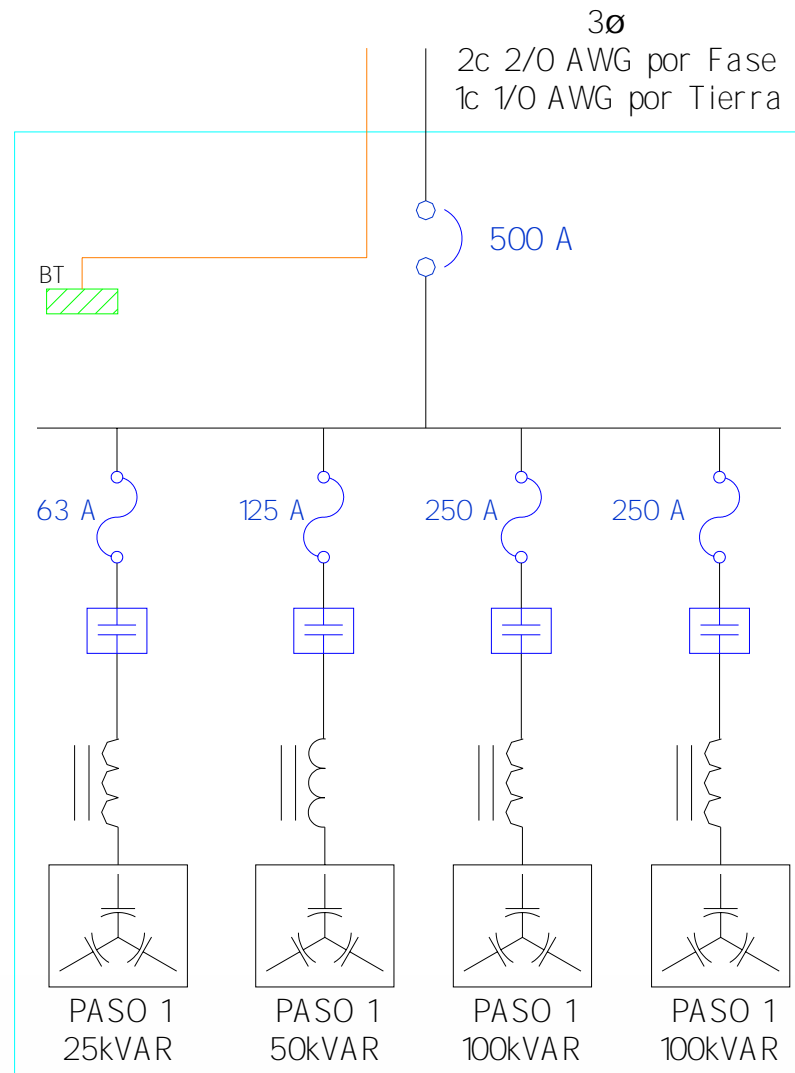 3ø
2c 2/0 AWG por Fase
1c 1/0 AWG por Tierra
500 A
BT
63 A
125 A
250 A
250 A
PASO 1
25kVAR
PASO 1
50kVAR
PASO 1
100kVAR
PASO 1
100kVAR